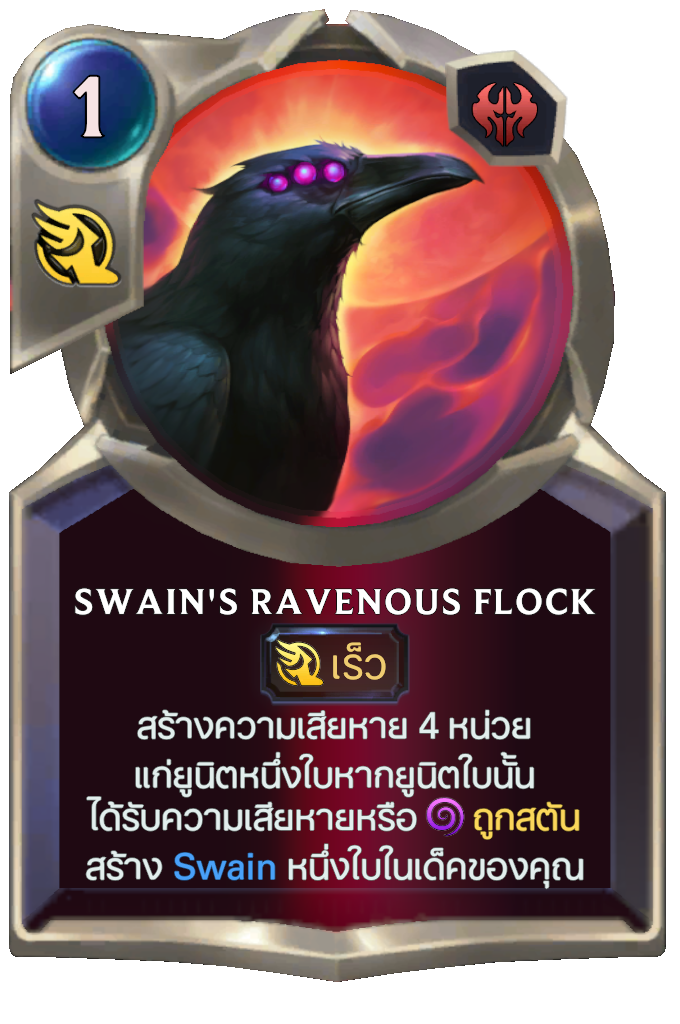 1
SWAIN'S RAVENOUS FLOCK
เร็ว
สร้างความเสียหาย 4 หน่วย
แก่ยูนิตหนึ่งใบหากยูนิตใบนั้น
ได้รับความเสียหายหรือ ถูกสตัน
สร้าง Swain หนึ่งใบในเด็คของคุณ